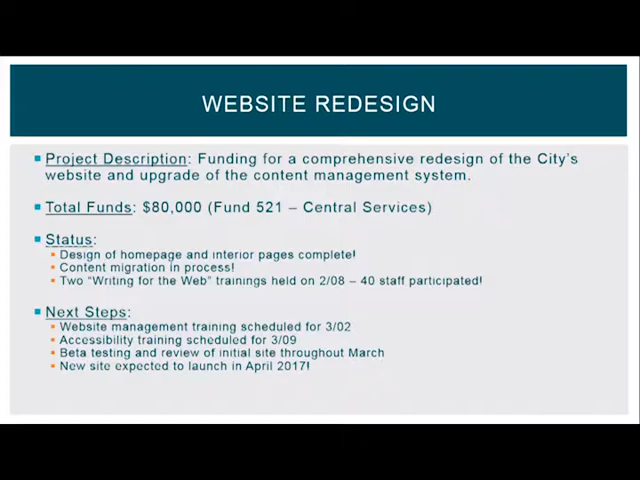 WEBSITE REDESIGN
Project Description: Funding for a comprehensive redesign of the City's
website and upgrade of the content management system.
Total Funds: $80,000 (Fund 521 – Central Services)
Status:
Design of homepage and interior pages complete!
Content migration in process!
Two "Writing for the Web" trainings held on 2/08 – 40 staff participated!
Next Steps:
Website management training scheduled for 3/02
Accessibility training scheduled for 3/09
Beta testing and review of initial site throughout March
New site expected to launch in April 2017!